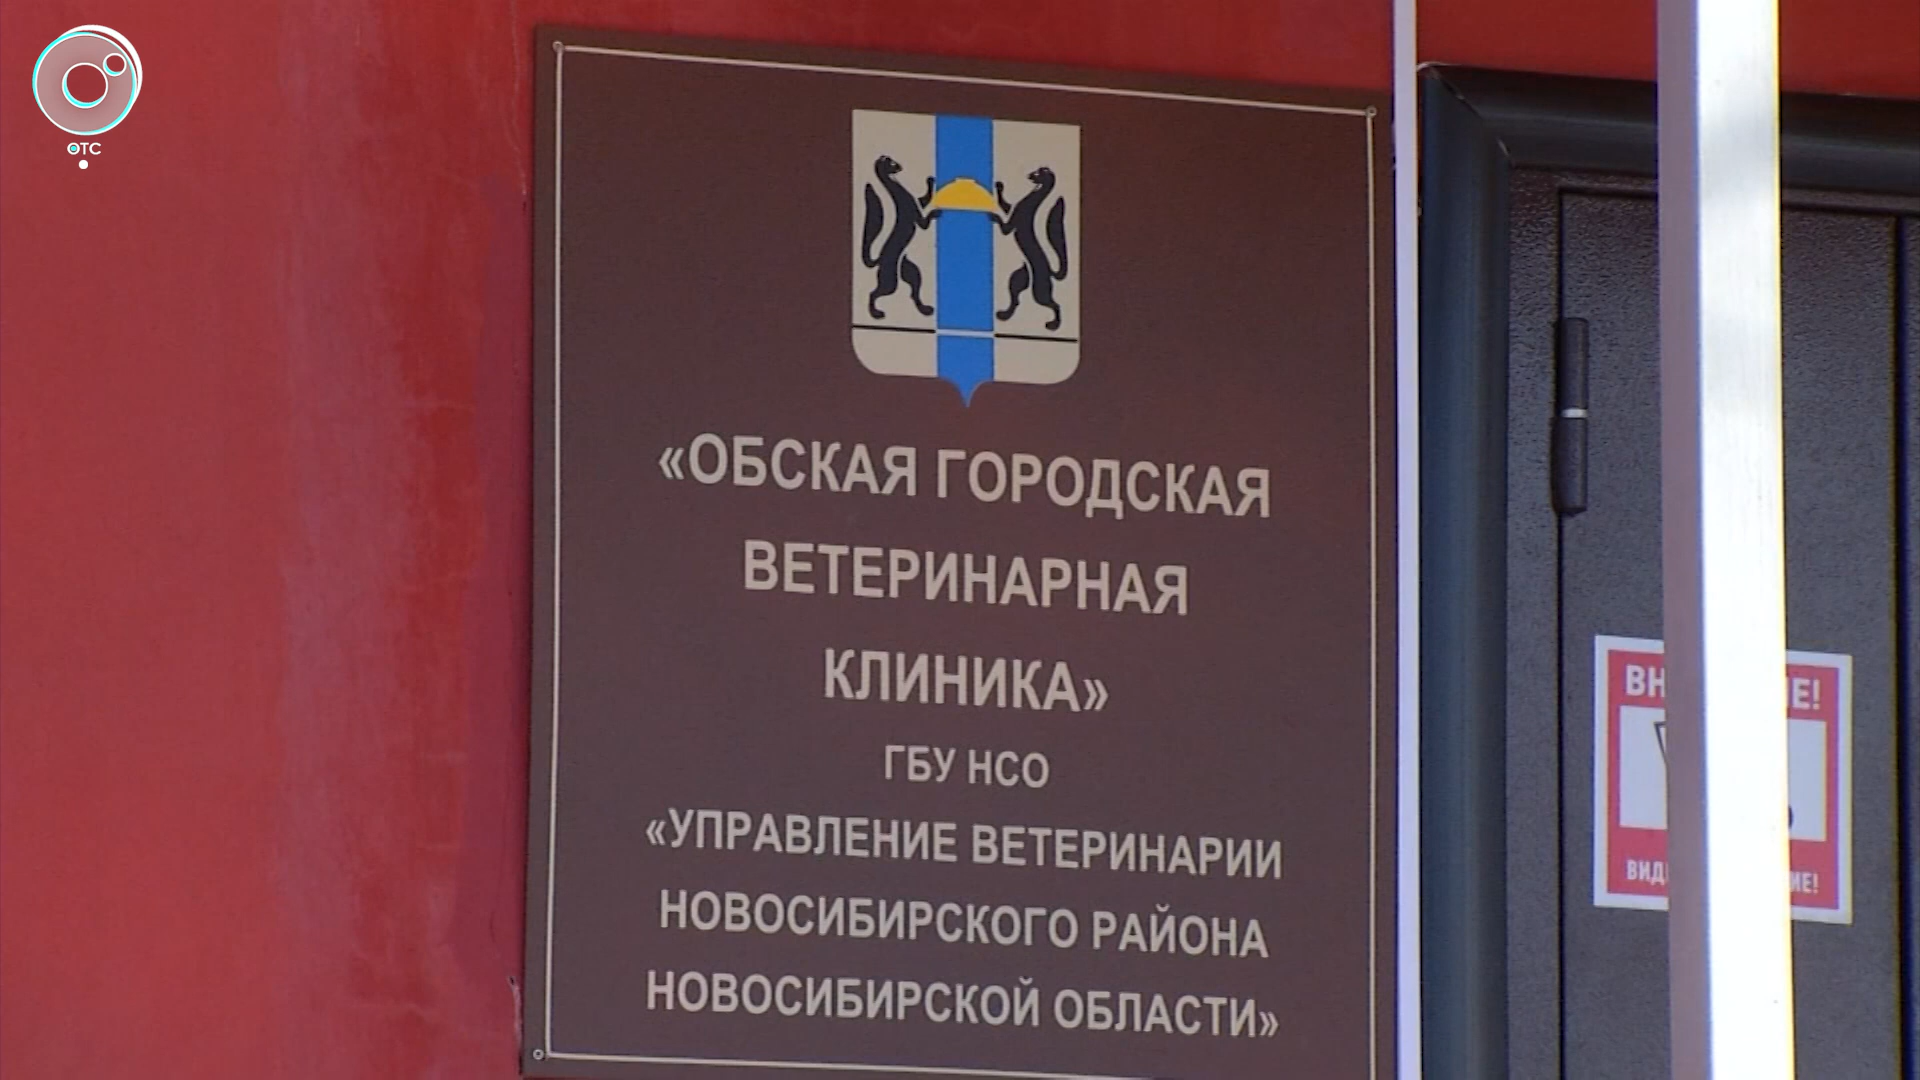 ОТС
«ОБСКАЯ ГОРОДСКАЯ
ВЕТЕРИНАРНАЯ
КЛИНИКА»
ГБУ НСО
«УПРАВЛЕНИЕ ВЕТЕРИНАРИИ
НОВОСИБИРСКОГО РАЙОНА
НОВОСИБИРСКОЙ ОБЛАСТИ»